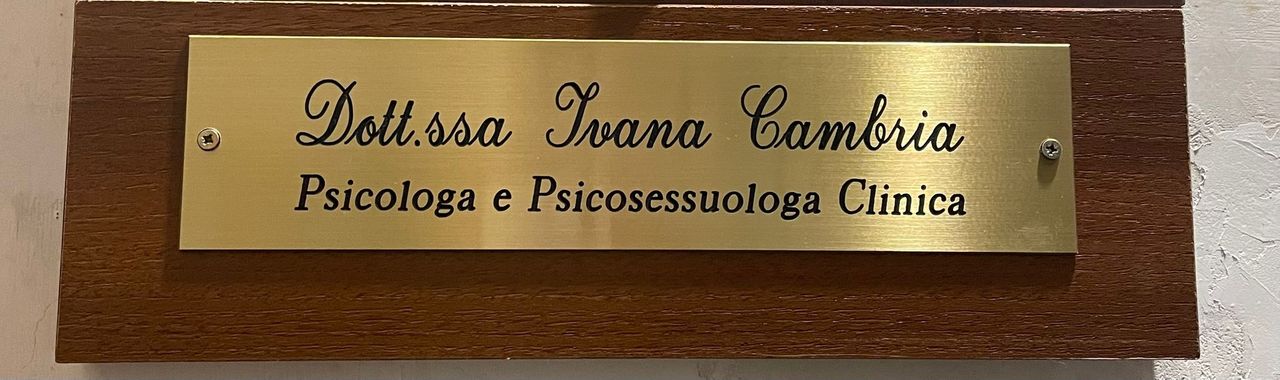 Dott.ssa Ivana Cambria
Psicologa e Psicosessuologa Clinica